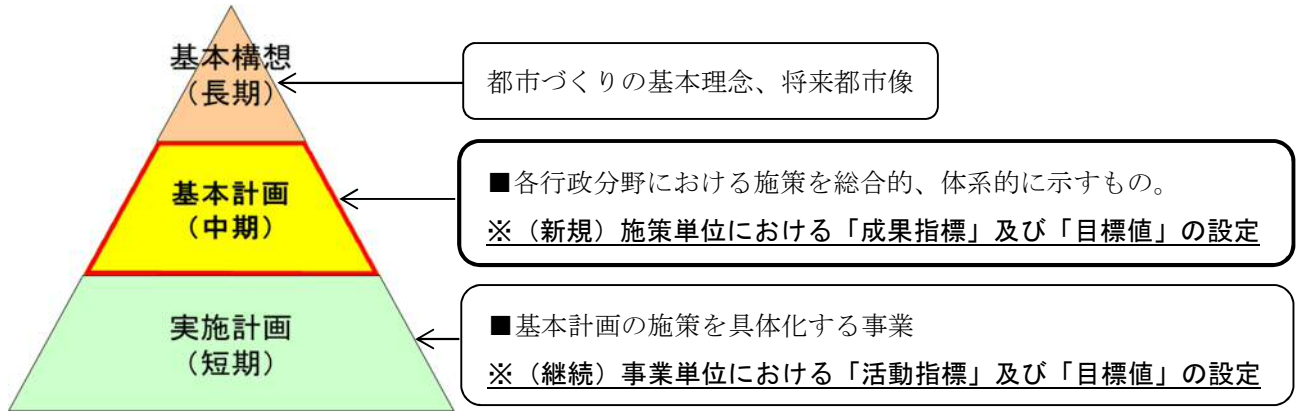 基本構想
（長期）
都市づくりの基本理念、将来都市像
基本計画
（中期）
■各行政分野における施策を総合的、体系的に示すもの。
※（新規）施策単位における「成果指標」及び「目標値」の設定
実施計画
（短期）
■基本計画の施策を具体化する事業
※（継続）事業単位における「活動指標」及び「目標値」の設定